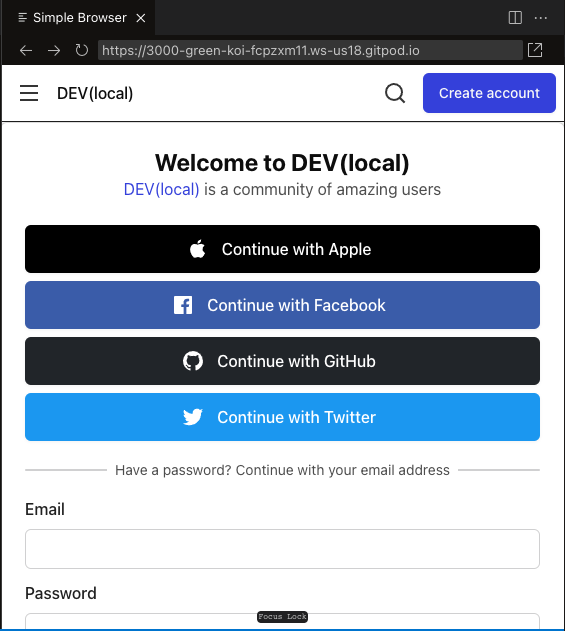 Simple Browser
https://3000-green-koi-fcpzxm11.ws-us18.gitpod.io
DEV(local)
Create account
Welcome to DEV(local)
DEV(local) is a community of amazing users
Continue with Apple
Continue with Facebook
Continue with GitHub
Continue with Twitter
Have a password? Continue with your email address
Email
Password
Focus Lock